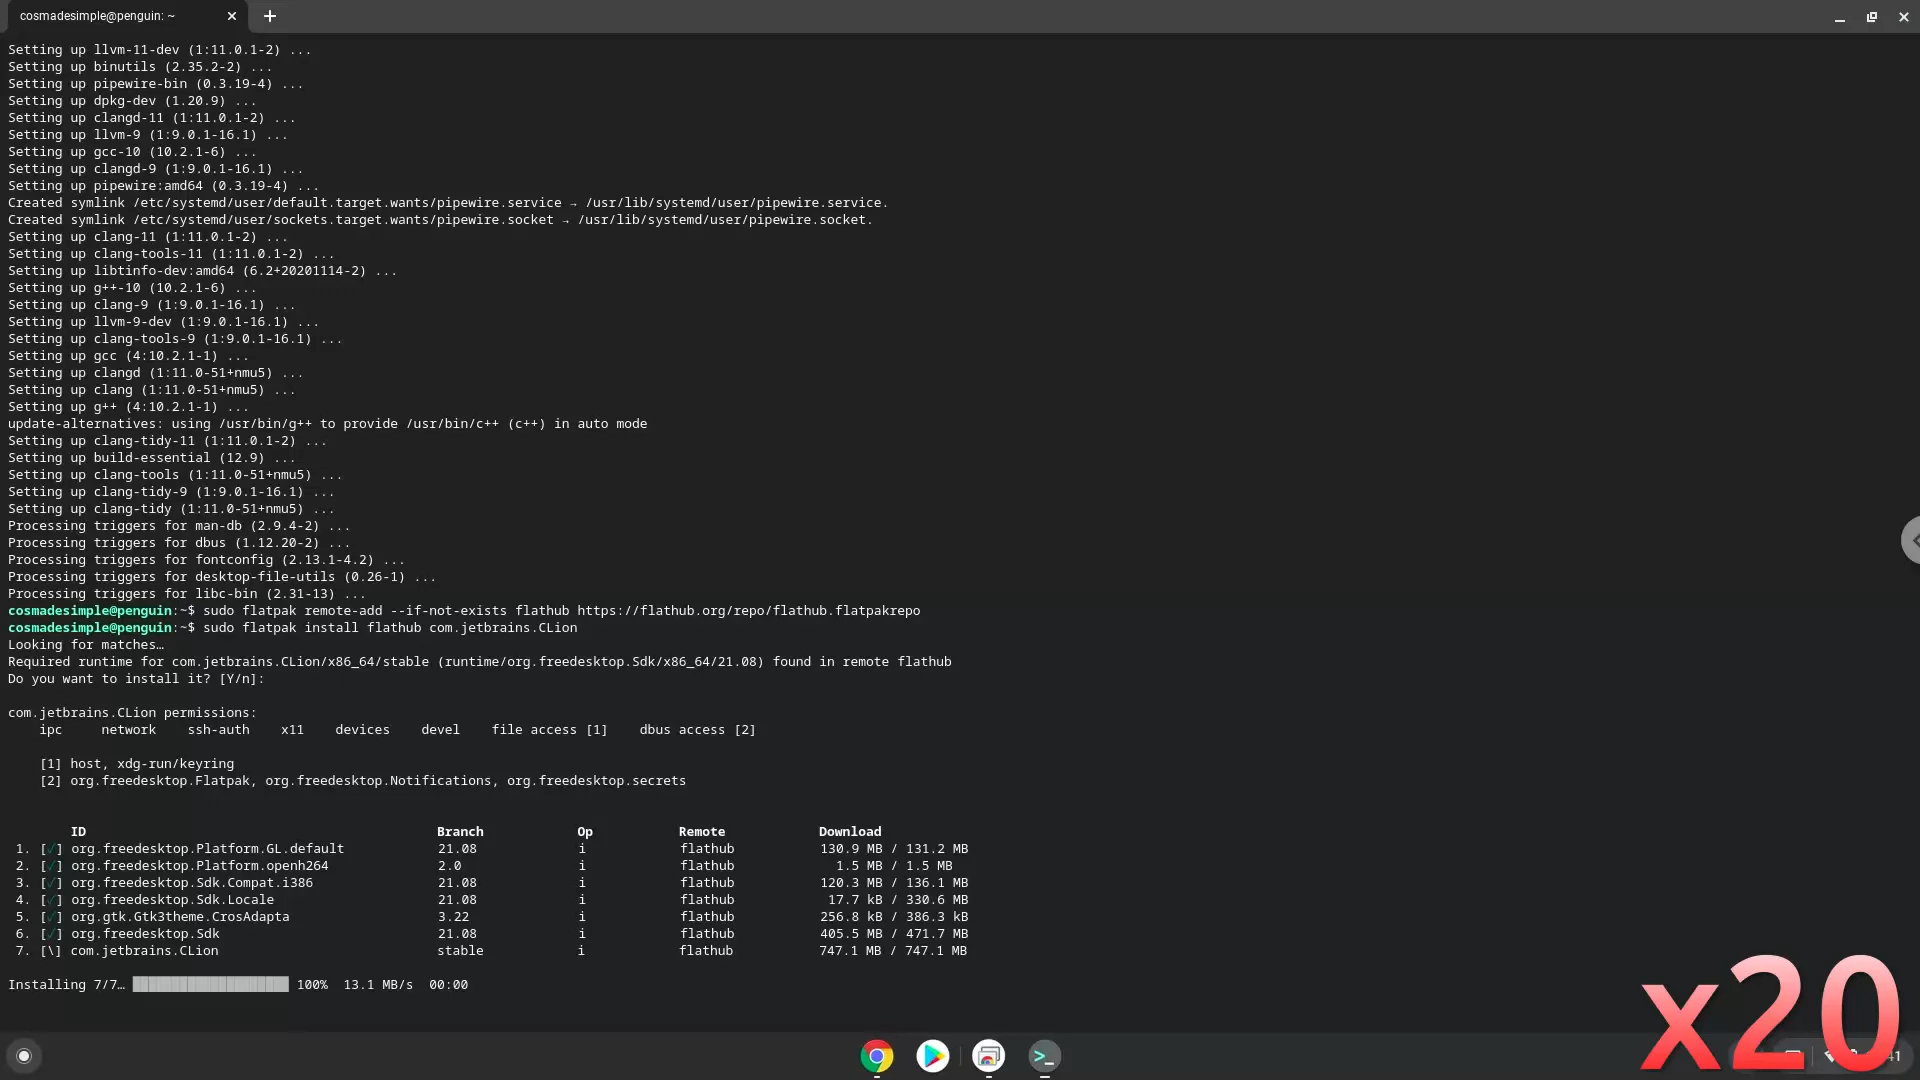 cosmadesimple@penguin: ~
Setting up llvm-11-dev (1:11.0.1-2) ...
Setting up binutils (2.35.2-2) ...
Setting up pipewire-bin (0.3.19-4) ...
Setting up dpkg-dev (1.20.9) ...
Setting up clangd-11 (1:11.0.1-2) ...
Setting up llvm-9 (1:9.0.1-16.1) ...
Setting up gcc-10 (10.2.1-6) ...
Setting up clangd-9 (1:9.0.1-16.1) ...
Setting up pipewire:amd64 (0.3.19-4) ...
Created symlink /etc/systemd/user/default.target.wants/pipewire.service → /usr/lib/systemd/user/pipewire.service.
Created symlink /etc/systemd/user/sockets.target.wants/pipewire.socket → /usr/lib/systemd/user/pipewire.socket.
Setting up clang-11 (1:11.0.1-2) ...
Setting up clang-tools-11 (1:11.0.1-2) ...
Setting up libtinfo-dev:amd64 (6.2+20201114-2) ...
Setting up g++-10 (10.2.1-6) ...
Setting up clang-9 (1:9.0.1-16.1) ...
Setting up llvm-9-dev (1:9.0.1-16.1) ...
Setting up clang-tools-9 (1:9.0.1-16.1) ...
Setting up gcc (4:10.2.1-1) ...
Setting up clangd (1:11.0-51+nmu5) ...
Setting up clang (1:11.0-51+nmu5) ...
Setting up g++ (4:10.2.1-1) ...
update-alternatives: using /usr/bin/g++ to provide /usr/bin/c++ (c++) in auto mode
Setting up clang-tidy-11 (1:11.0.1-2) ...
Setting up build-essential (12.9) ...
Setting up clang-tools (1:11.0-51+nmu5) ...
Setting up clang-tidy-9 (1:9.0.1-16.1) ...
Setting up clang-tidy (1:11.0-51+nmu5) ...
Processing triggers for man-db (2.9.4-2) ...
Processing triggers for dbus (1.12.20-2) ...
Processing triggers for fontconfig (2.13.1-4.2) ...
Processing triggers for desktop-file-utils (0.26-1) ...
Processing triggers for libc-bin (2.31-13) ...
cosmadesimple@penguin:~$ sudo flatpak remote-add --if-not-exists flathub https://flathub.org/repo/flathub.flatpakrepo
cosmadesimple@penguin:~$ sudo flatpak install flathub com.jetbrains.CLion
Looking for matches…
Required runtime for com.jetbrains.CLion/x86_64/stable (runtime/org.freedesktop.Sdk/x86_64/21.08) found in remote flathub
Do you want to install it? [Y/n]:
com.jetbrains.CLion permissions:
ipc network ssh-auth x11 devices devel file access [1] dbus access [2]
[1] host, xdg-run/keyring
[2] org.freedesktop.Flatpak, org.freedesktop.Notifications, org.freedesktop.secrets
ID Branch Op Remote Download
1. [✓] org.freedesktop.Platform.GL.default 21.08 i flathub 130.9 MB / 131.2 MB
2. [✓] org.freedesktop.Platform.openh264 2.0 i flathub 1.5 MB / 1.5 MB
3. [✓] org.freedesktop.Sdk.Compat.i386 21.08 i flathub 120.3 MB / 136.1 MB
4. [✓] org.freedesktop.Sdk.Locale 21.08 i flathub 17.7 kB / 330.6 MB
5. [✓] org.gtk.Gtk3theme.CrosAdapta 3.22 i flathub 256.8 kB / 386.3 kB
6. [✓] org.freedesktop.Sdk 21.08 i flathub 405.5 MB / 471.7 MB
7. [\] com.jetbrains.CLion stable i flathub 747.1 MB / 747.1 MB
Installing 7/7… 100% 13.1 MB/s 00:00
x20